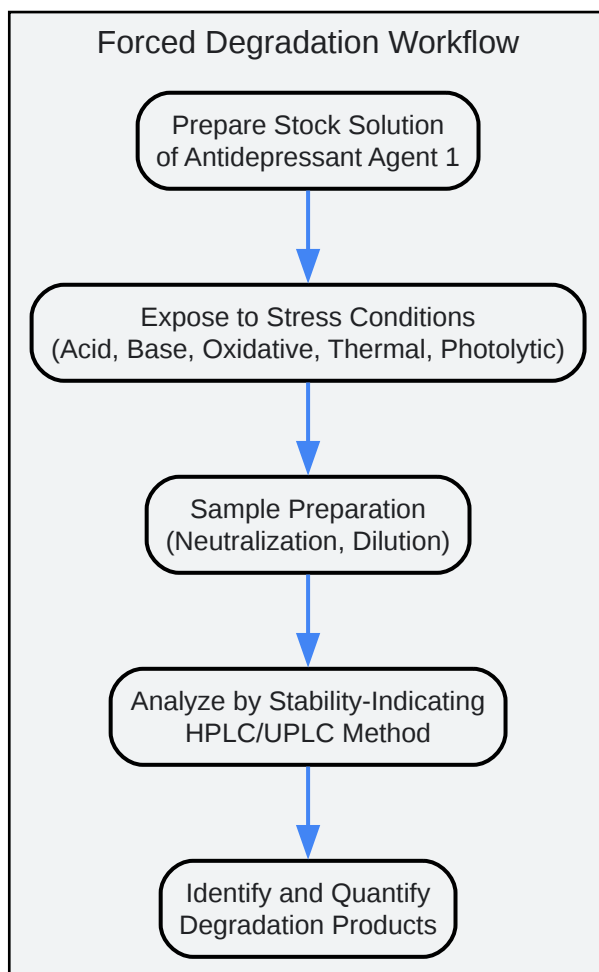 Forced Degradation Workflow
Prepare Stock Solution
of Antidepressant Agent 1
Expose to Stress Conditions
(Acid, Base, Oxidative, Thermal, Photolytic)
Sample Preparation
(Neutralization, Dilution)
Analyze by Stability-Indicating
HPLC/UPLC Method
Identify and Quantify
Degradation Products